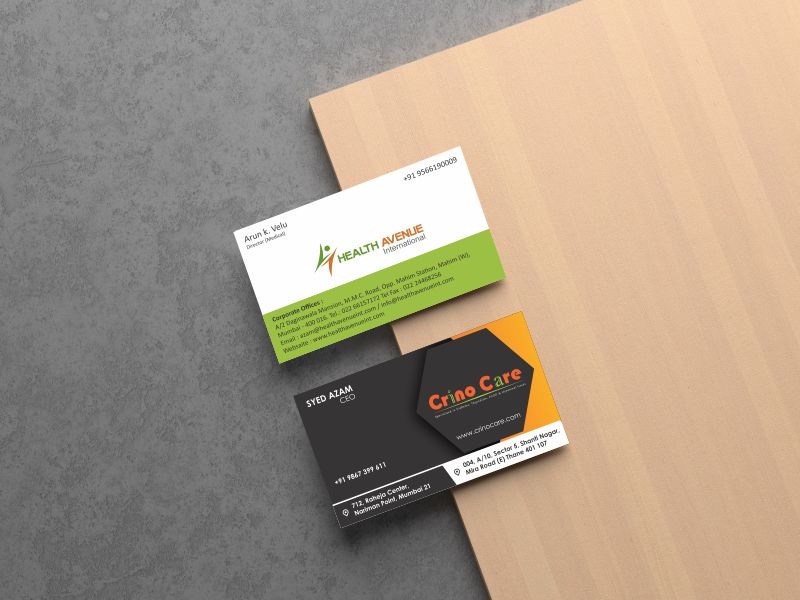 +91 9566190009
Arun k. Velu
Director (Medical)
HEALTH AVENUE
International
Corporate Offices :
A/2 Daginawala Mansion, M.M.C. Road, Opp. Mahim Station, Mahim (W),
Mumbai - 400 016. Tel.: 022 66157172 Tel Fax : 022 24468256
Email : azam@healthavenueint.com | info@healthavenueint.com
Website : www.healthavenueint.com
SYED AZAM
CEO
Crino Care
www.crinocare.com
+91 9867 399 611
712, Raheja Center,
Nariman Point, Mumbai 21
004, A/10, Sector 5, Shanti Nagar,
Mira Road (E) Thane 401 107